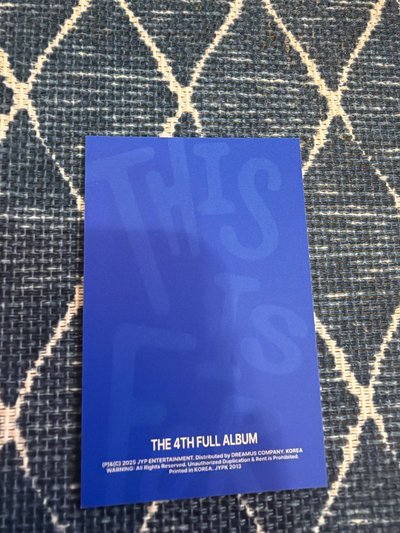 THIS
IS
F
THE 4TH FULL ALBUM
(P)&(C) 2025 JYP ENTERTAINMENT. Distributed by DREAMUS COMPANY. KOREA
WARNING: All Rights Reserved. Unauthorized Duplication & Rent is Prohibited.
Printed in KOREA. JYPK 2013